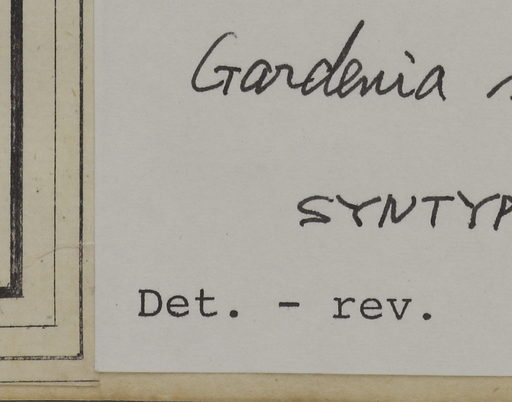 Gardenia
SYNTYP
Det. - rev.